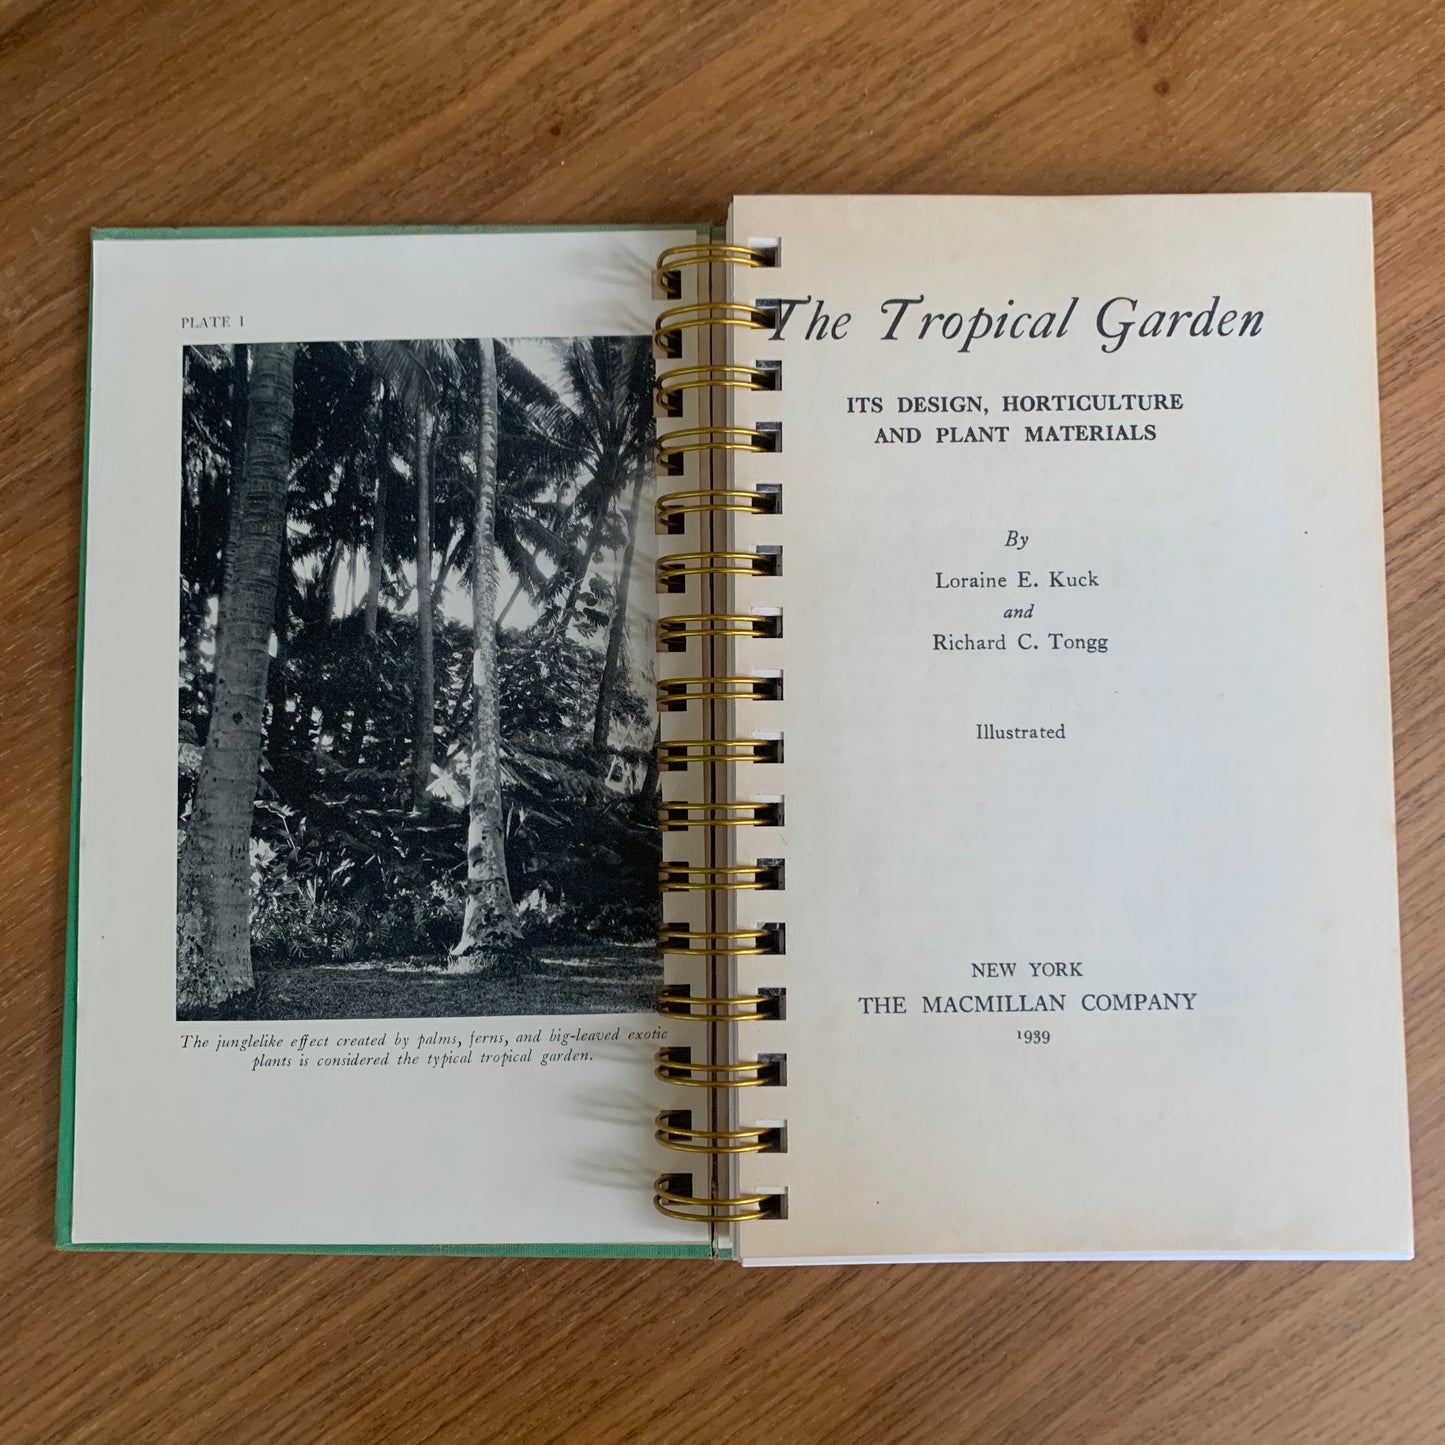 PLATE I
The junglelike effect created by palms, ferns, and big-leaved exotic
plants is considered the typical tropical garden.
The Tropical Garden
ITS DESIGN, HORTICULTURE
AND PLANT MATERIALS
By
Loraine E. Kuck
and
Richard C. Tongg
Illustrated
NEW YORK
THE MACMILLAN COMPANY
1939